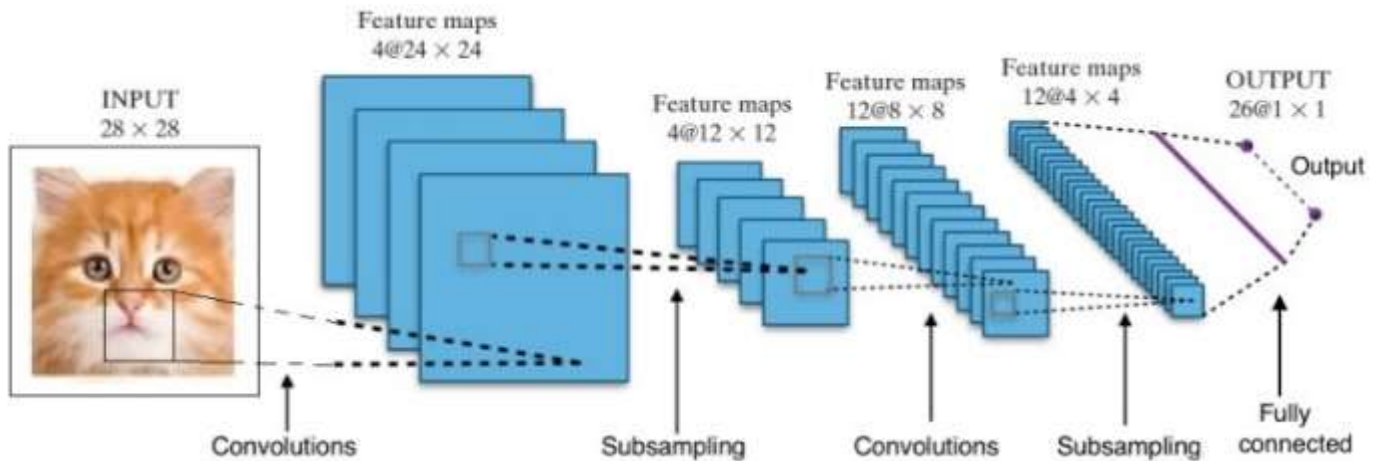 Feature maps
4@24 × 24
INPUT
28 × 28
Feature maps
4@12 × 12
Feature maps
12@8 × 8
Feature maps
12@4 × 4
OUTPUT
26@1 × 1
Output
Convolutions
Subsampling
Convolutions
Subsampling
Fully
connected